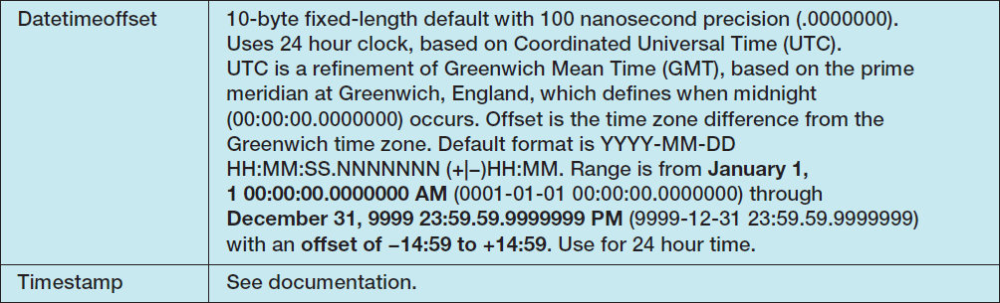 Datetimeoffset
10-byte fixed-length default with 100 nanosecond precision (.0000000).
Uses 24 hour clock, based on Coordinated Universal Time (UTC).
UTC is a refinement of Greenwich Mean Time (GMT), based on the prime
meridian at Greenwich, England, which defines when midnight
(00:00:00.0000000) occurs. Offset is the time zone difference from the
Greenwich time zone. Default format is YYYY-MM-DD
HH:MM:SS.NNNNNNN (+|−)HH:MM. Range is from January 1,
1 00:00:00.0000000 AM (0001-01-01 00:00:00.0000000) through
December 31, 9999 23:59.59.9999999 PM (9999-12-31 23:59.59.9999999)
with an offset of −14:59 to +14:59. Use for 24 hour time.
Timestamp
See documentation.